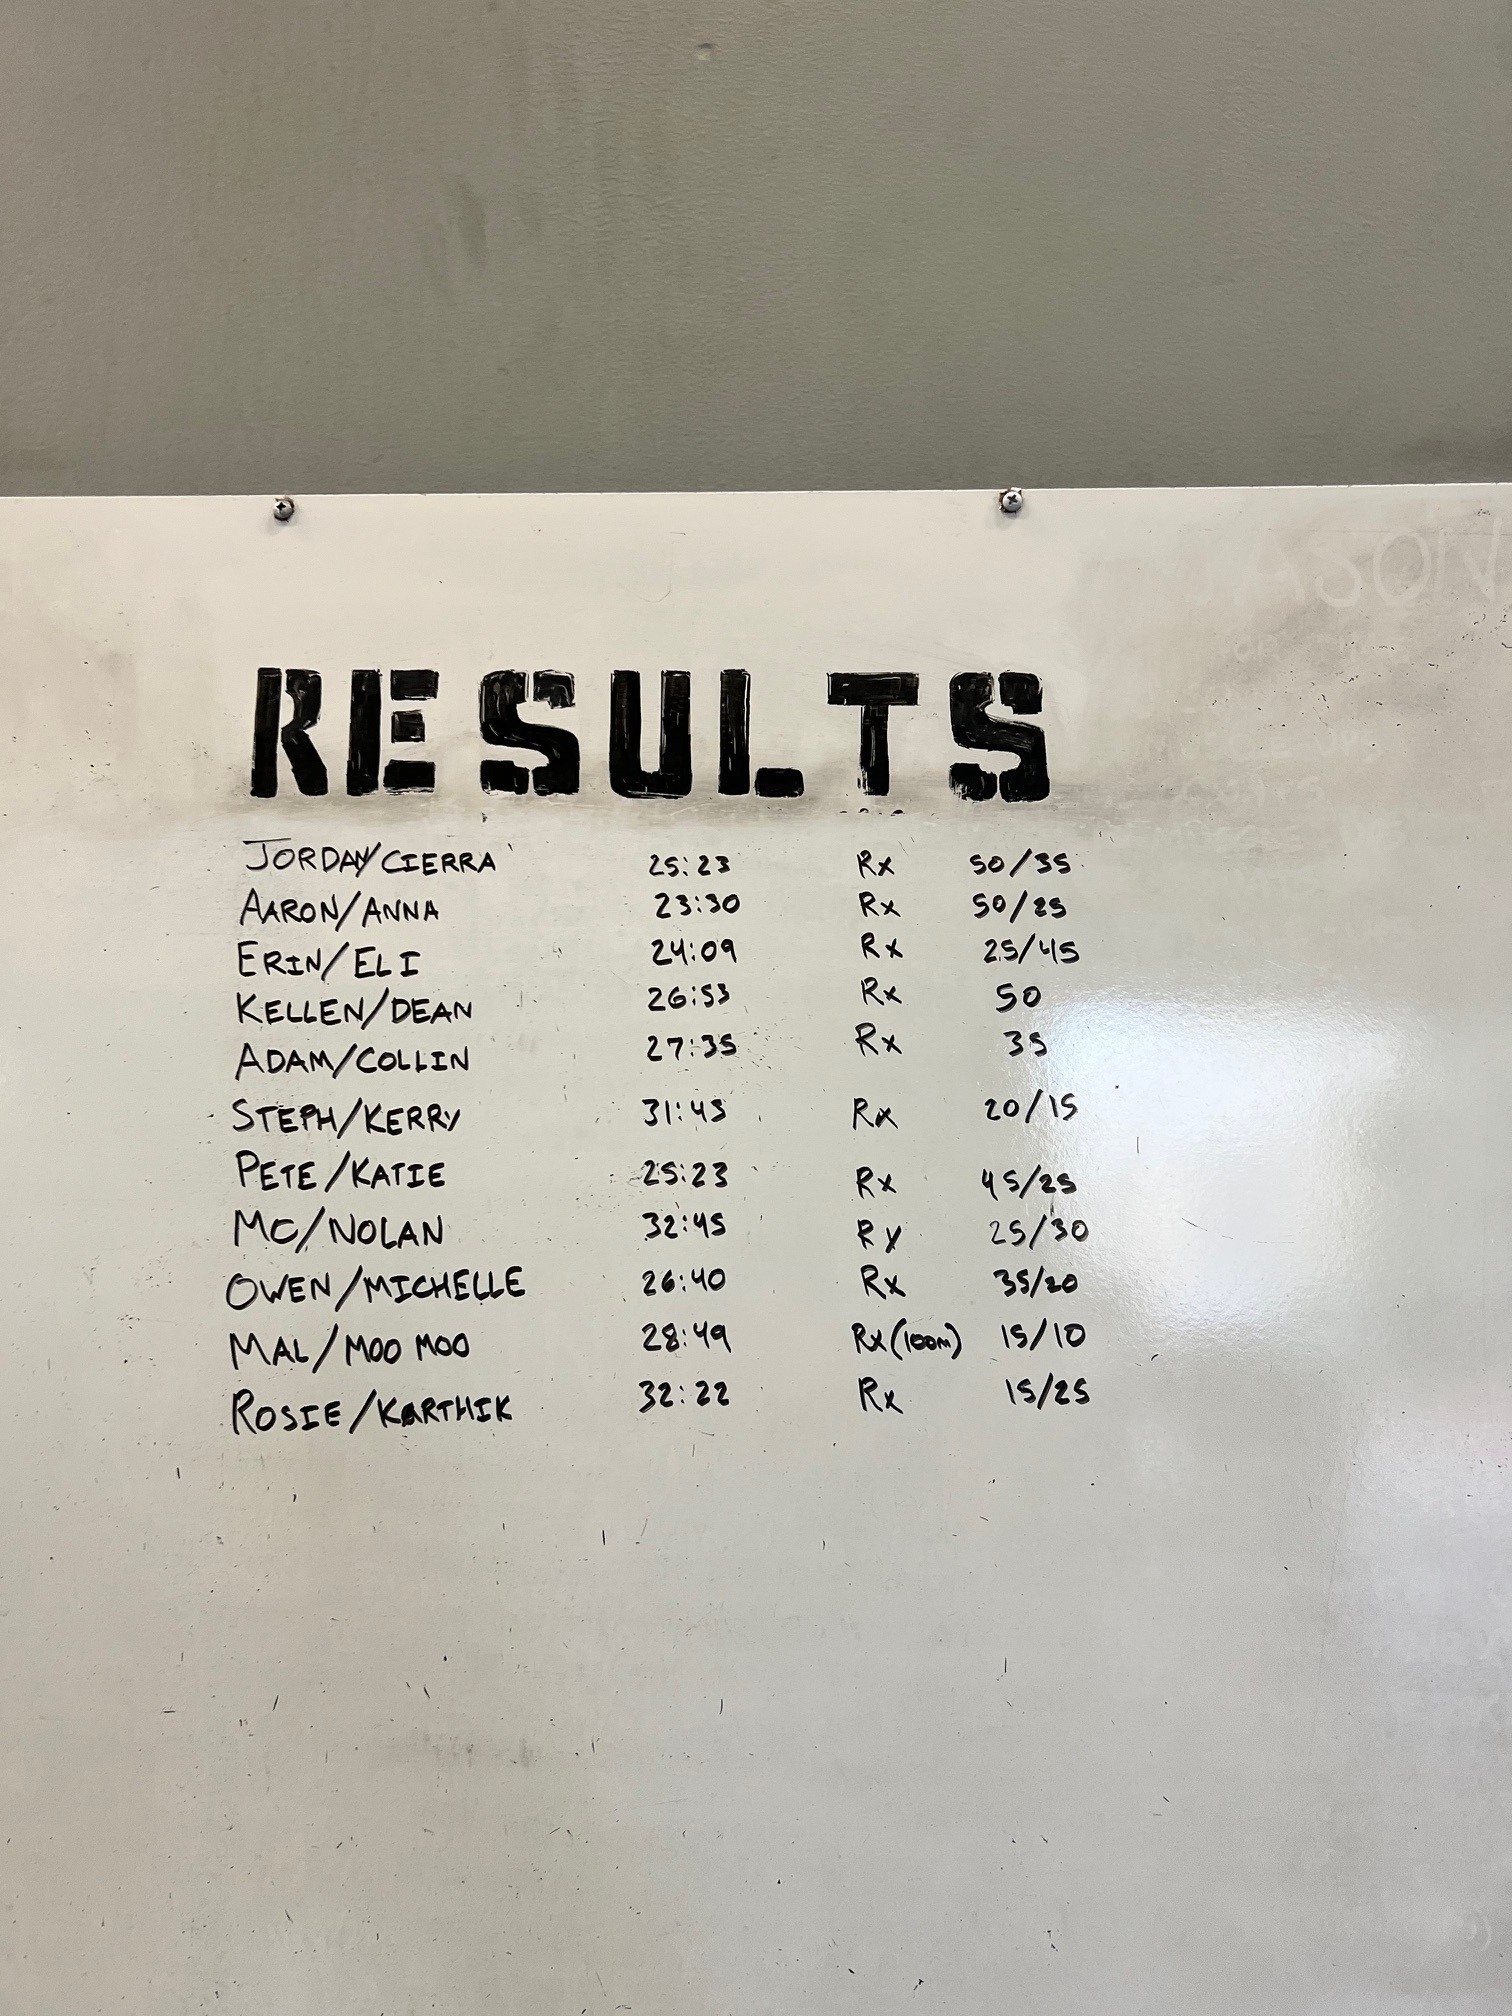 RESULTS
JORDAN/CIERRA 25:23 Rx 50/35
AARON/ANNA 23:30 Rx 50/25
ERIN/ELI 24:09 Rx 25/45
KELLEN/DEAN 26:53 Rx 50
ADAM/COLLIN 27:35 Rx 35
STEPH/KERRY 31:45 Rx 20/15
PETE/KATIE 25:23 Rx 45/25
MC/NOLAN 32:45 Rx 25/30
OWEN/MICHELLE 26:40 Rx 35/20
MAL/MOO MOO 28:49 Rx(100m) 15/10
ROSIE/KARTHIK 32:22 Rx 15/25